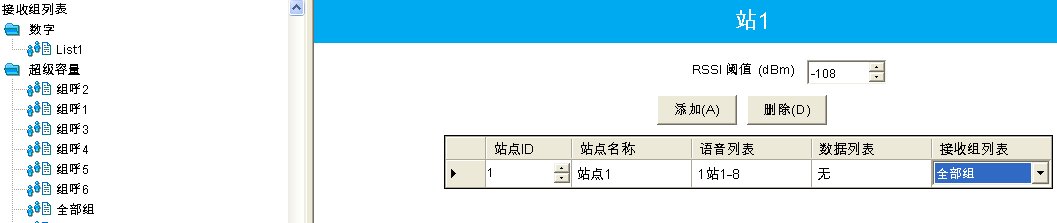 接收组列表
数字
List1
超级容量
组呼2
组呼1
组呼3
组呼4
组呼5
组呼6
全部组
站1
RSSI 阈值 (dBm) -108
添加(A) 删除(D)
站点ID 站点名称 语音列表 数据列表 接收组列表
1 站点1 1站1-8 无 全部组